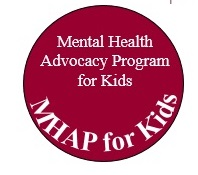 Mental Health
Advocacy Program
for Kids
MHAP for Kids